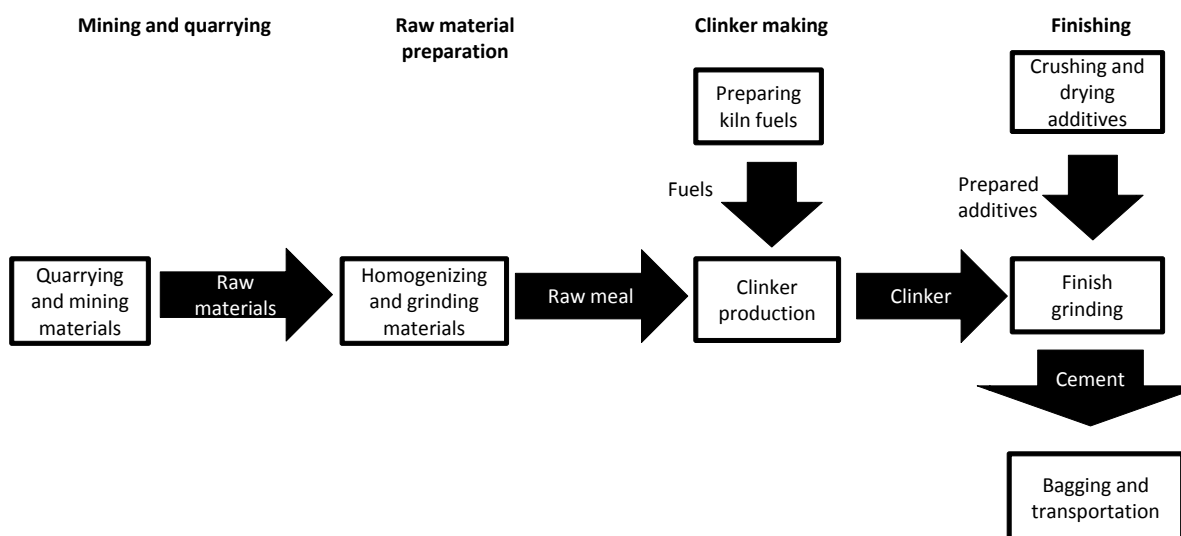 Mining and quarrying
Raw material
preparation
Clinker making
Finishing
Preparing
kiln fuels
Crushing and
drying
additives
Fuels
Prepared
additives
Quarrying
and mining
materials
Raw
materials
Homogenizing
and grinding
materials
Raw meal
Clinker
production
Clinker
Finish
grinding
Cement
Bagging and
transportation